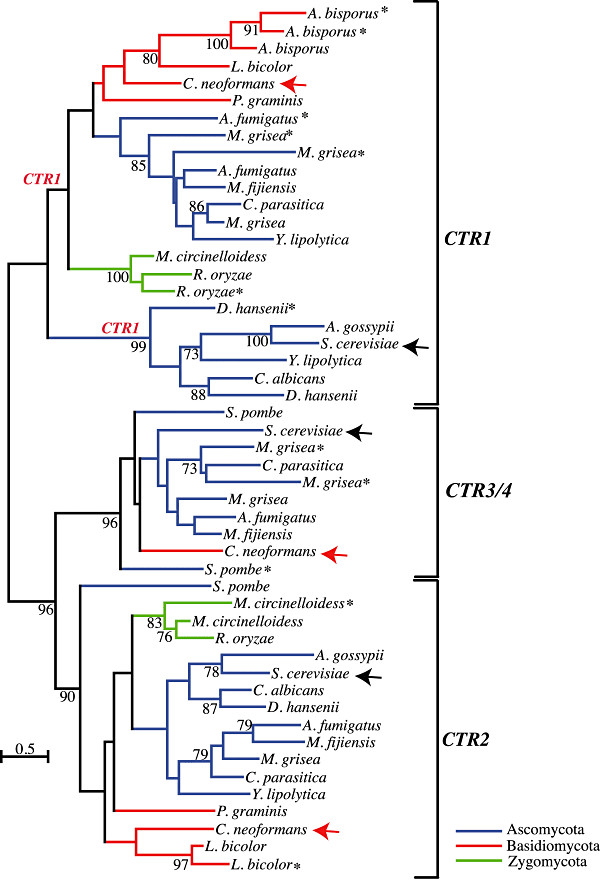 A. bisporus*
91
A. bisporus*
100
A. bisporus
80
L. bicolor
C. neoformans
P. graminis
A. fumigatus*
M. grisea*
85
M. grisea*
A. fumigatus
CTR1
M. fijiensis
86
C. parasitica
M. grisea
CTR1
Y. lipolytica
M. circinelloidess
100
R. oryzae
R. oryzae*
D. hansenii*
CTR1
99
A. gossypii
100
S. cerevisiae
73
Y. lipolytica
C. albicans
88
D. hansenii
S. pombe
S. cerevisiae
M. grisea*
73
C. parasitica
M. grisea*
CTR3/4
M. grisea
96
A. fumigatus
M. fijiensis
C. neoformans
S. pombe*
96
S. pombe
M. circinelloidess*
83
M. circinelloidess
76
R. oryzae
A. gossypii
78
S. cerevisiae
90
C. albicans
87
D. hansenii
79
A. fumigatus
M. fijiensis
CTR2
0.5
79
M. grisea
C. parasitica
Y. lipolytica
P. graminis
C. neoformans
L. bicolor
97
L. bicolor*
Ascomycota
Basidiomycota
Zygomycota